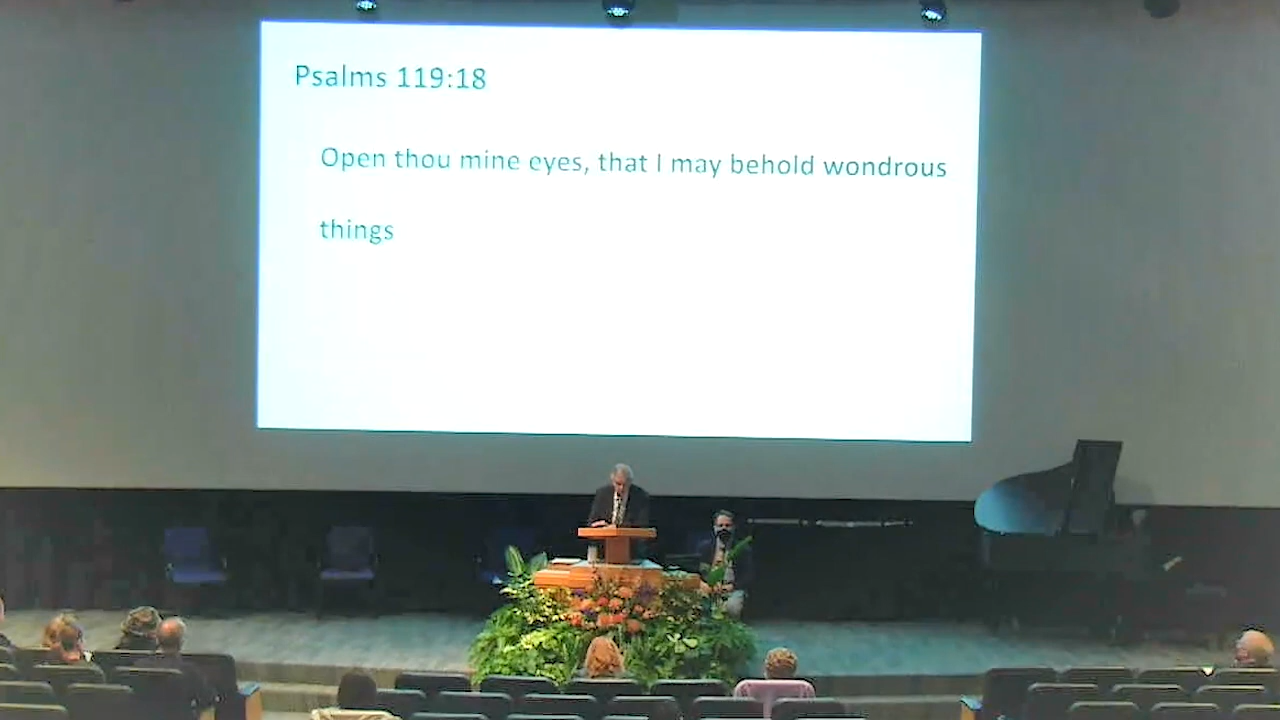 Psalms 119:18
Open thou mine eyes, that I may behold wondrous
things